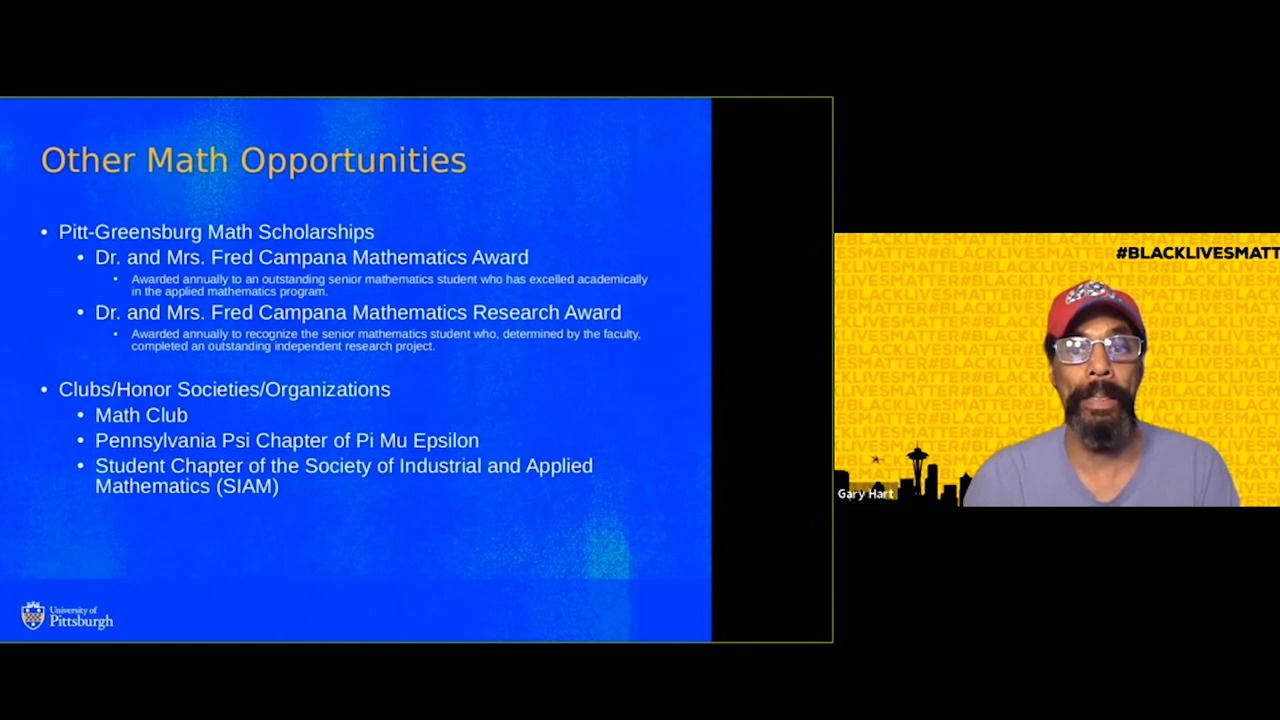 Other Math Opportunities
• Pitt-Greensburg Math Scholarships
• Dr. and Mrs. Fred Campana Mathematics Award
• Awarded annually to an outstanding senior mathematics student who has excelled academically
in the applied mathematics program.
• Dr. and Mrs. Fred Campana Mathematics Research Award
• Awarded annually to recognize the senior mathematics student who, determined by the faculty,
completed an outstanding independent research project.
• Clubs/Honor Societies/Organizations
• Math Club
• Pennsylvania Psi Chapter of Pi Mu Epsilon
• Student Chapter of the Society of Industrial and Applied
Mathematics (SIAM)
University of
Pittsburgh
#BLACKLIVESMATT
Gary Hart